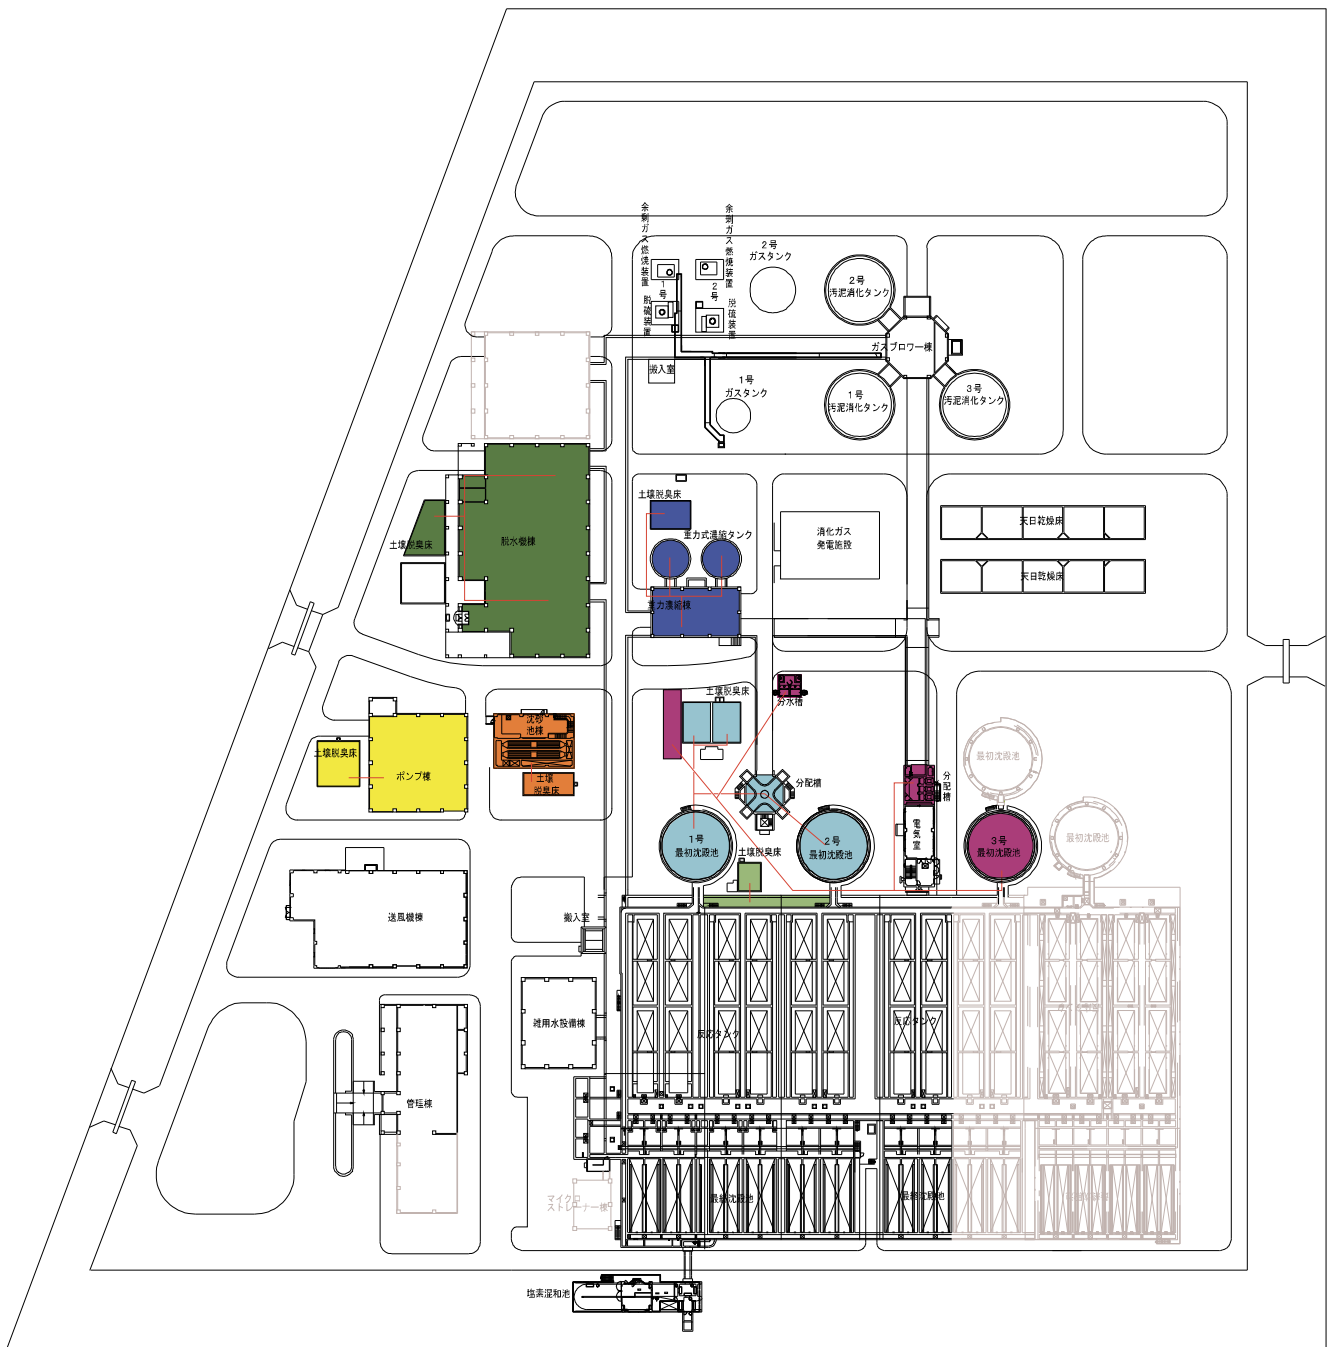 余剰ガス燃焼装置
1号
脱硫装置
余剰ガス燃焼装置
2号
脱硫装置
2号
ガスタンク
2号
汚泥消化タンク
ガスブロワー棟
搬入室
1号
ガスタンク
1号
汚泥消化タンク
3号
汚泥消化タンク
土壌脱臭床
重力式濃縮タンク
消化ガス
発電施設
天日乾燥床
天日乾燥床
土壌脱臭床
脱水機棟
重力濃縮棟
土壌脱臭床
分水槽
沈砂
池棟
土壌脱臭床
ポンプ棟
土壌
脱臭床
分配槽
分配槽
最初沈殿池
電気室
1号
最初沈殿池
2号
最初沈殿池
3号
最初沈殿池
最初沈殿池
土壌脱臭床
送風機棟
搬入室
雑用水設備棟
反応タンク
反応タンク
管理棟
マイクロ
ストレーナー棟
最終沈殿池
最終沈殿池
塩素混和池